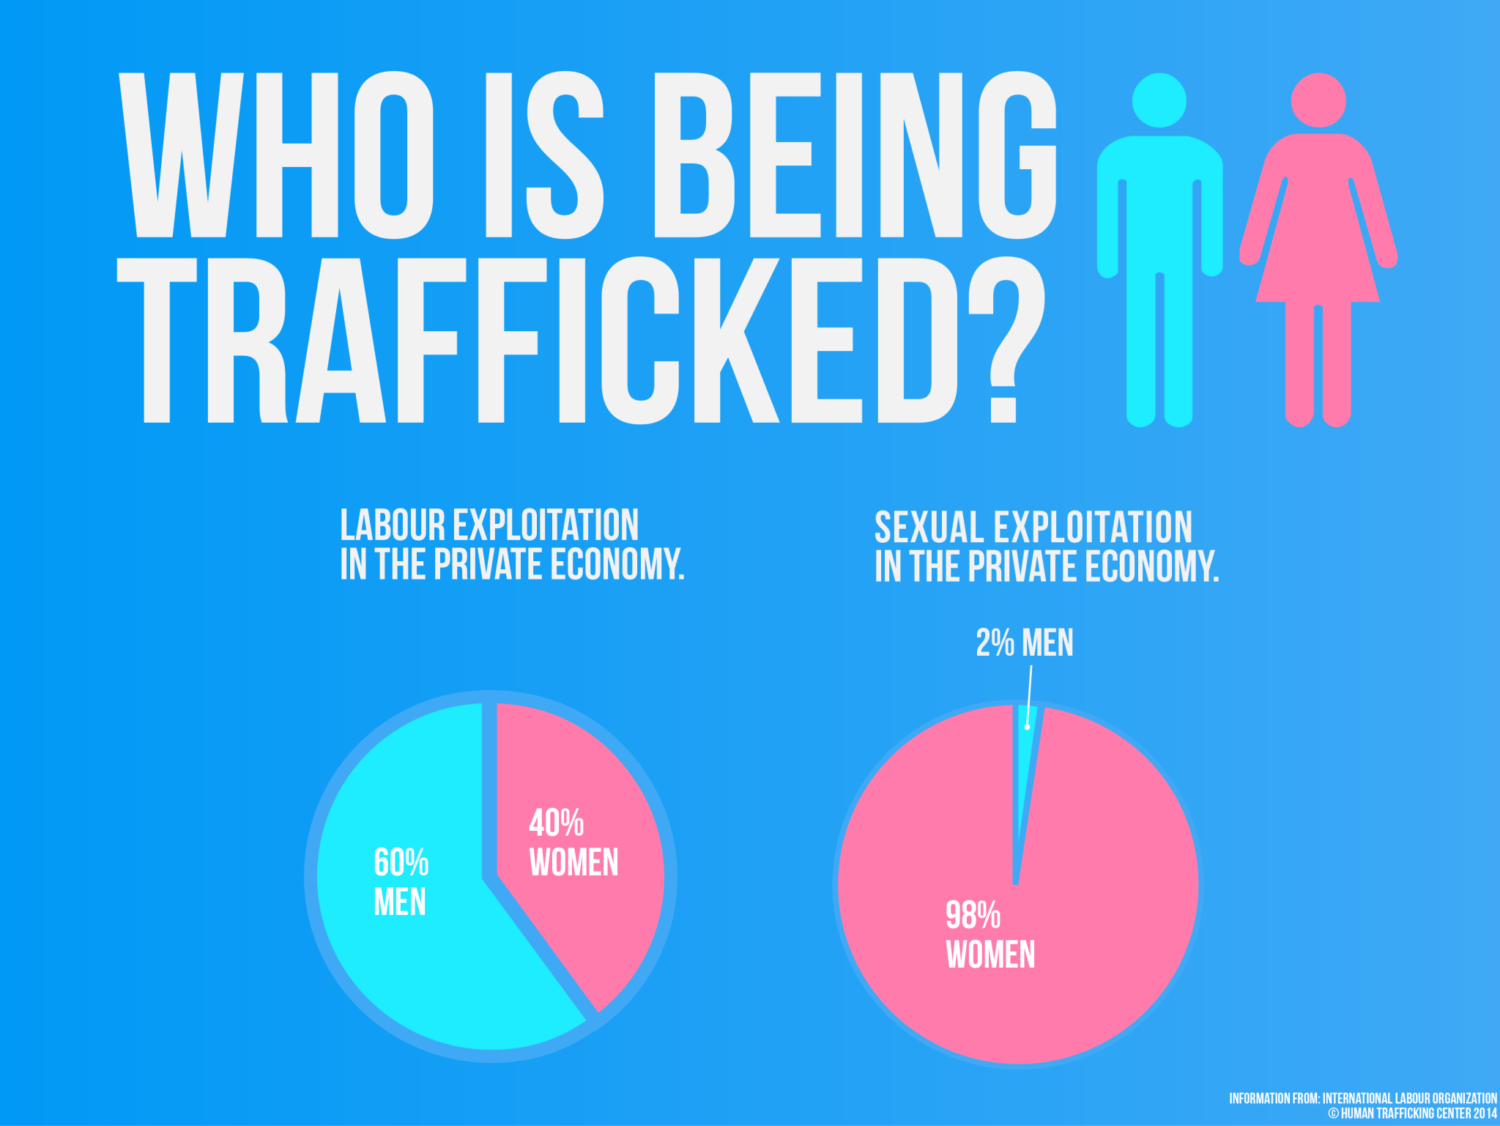 WHO IS BEING
TRAFFICKED?
LABOUR EXPLOITATION
IN THE PRIVATE ECONOMY.
60%
MEN
40%
WOMEN
SEXUAL EXPLOITATION
IN THE PRIVATE ECONOMY.
2% MEN
98%
WOMEN
INFORMATION FROM: INTERNATIONAL LABOUR ORGANIZATION
© HUMAN TRAFFICKING CENTER 2014